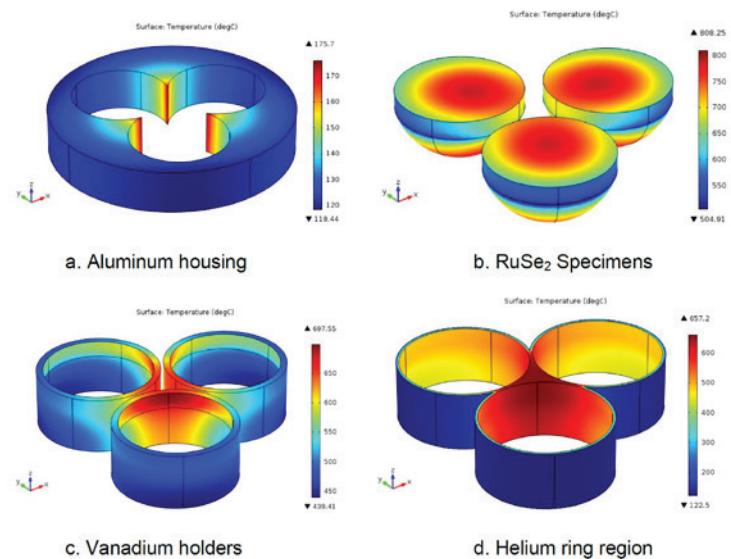 Surface: Temperature (degC)
▲ 175.7
170
160
150
140
130
120
▼ 118.44
y z x
a. Aluminum housing
Surface: Temperature (degC)
▲ 808.25
800
750
700
650
600
550
▼ 504.91
y z x
b. RuSe₂ Specimens
Surface: Temperature (degC)
▲ 697.55
650
600
550
500
450
▼ 439.41
y z x
c. Vanadium holders
Surface: Temperature (degC)
▲ 657.2
600
500
400
300
200
▼ 122.5
y z x
d. Helium ring region